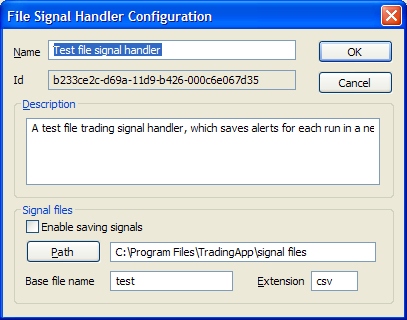 File Signal Handler Configuration
Name Test file signal handler OK
Id b233ce2c-d69a-11d9-b426-000c6e067d35 Cancel
Description
A test file trading signal handler, which saves alerts for each run in a ne
Signal files
Enable saving signals
Path C:\Program Files\TradingApp\signal files
Base file name test Extension csv